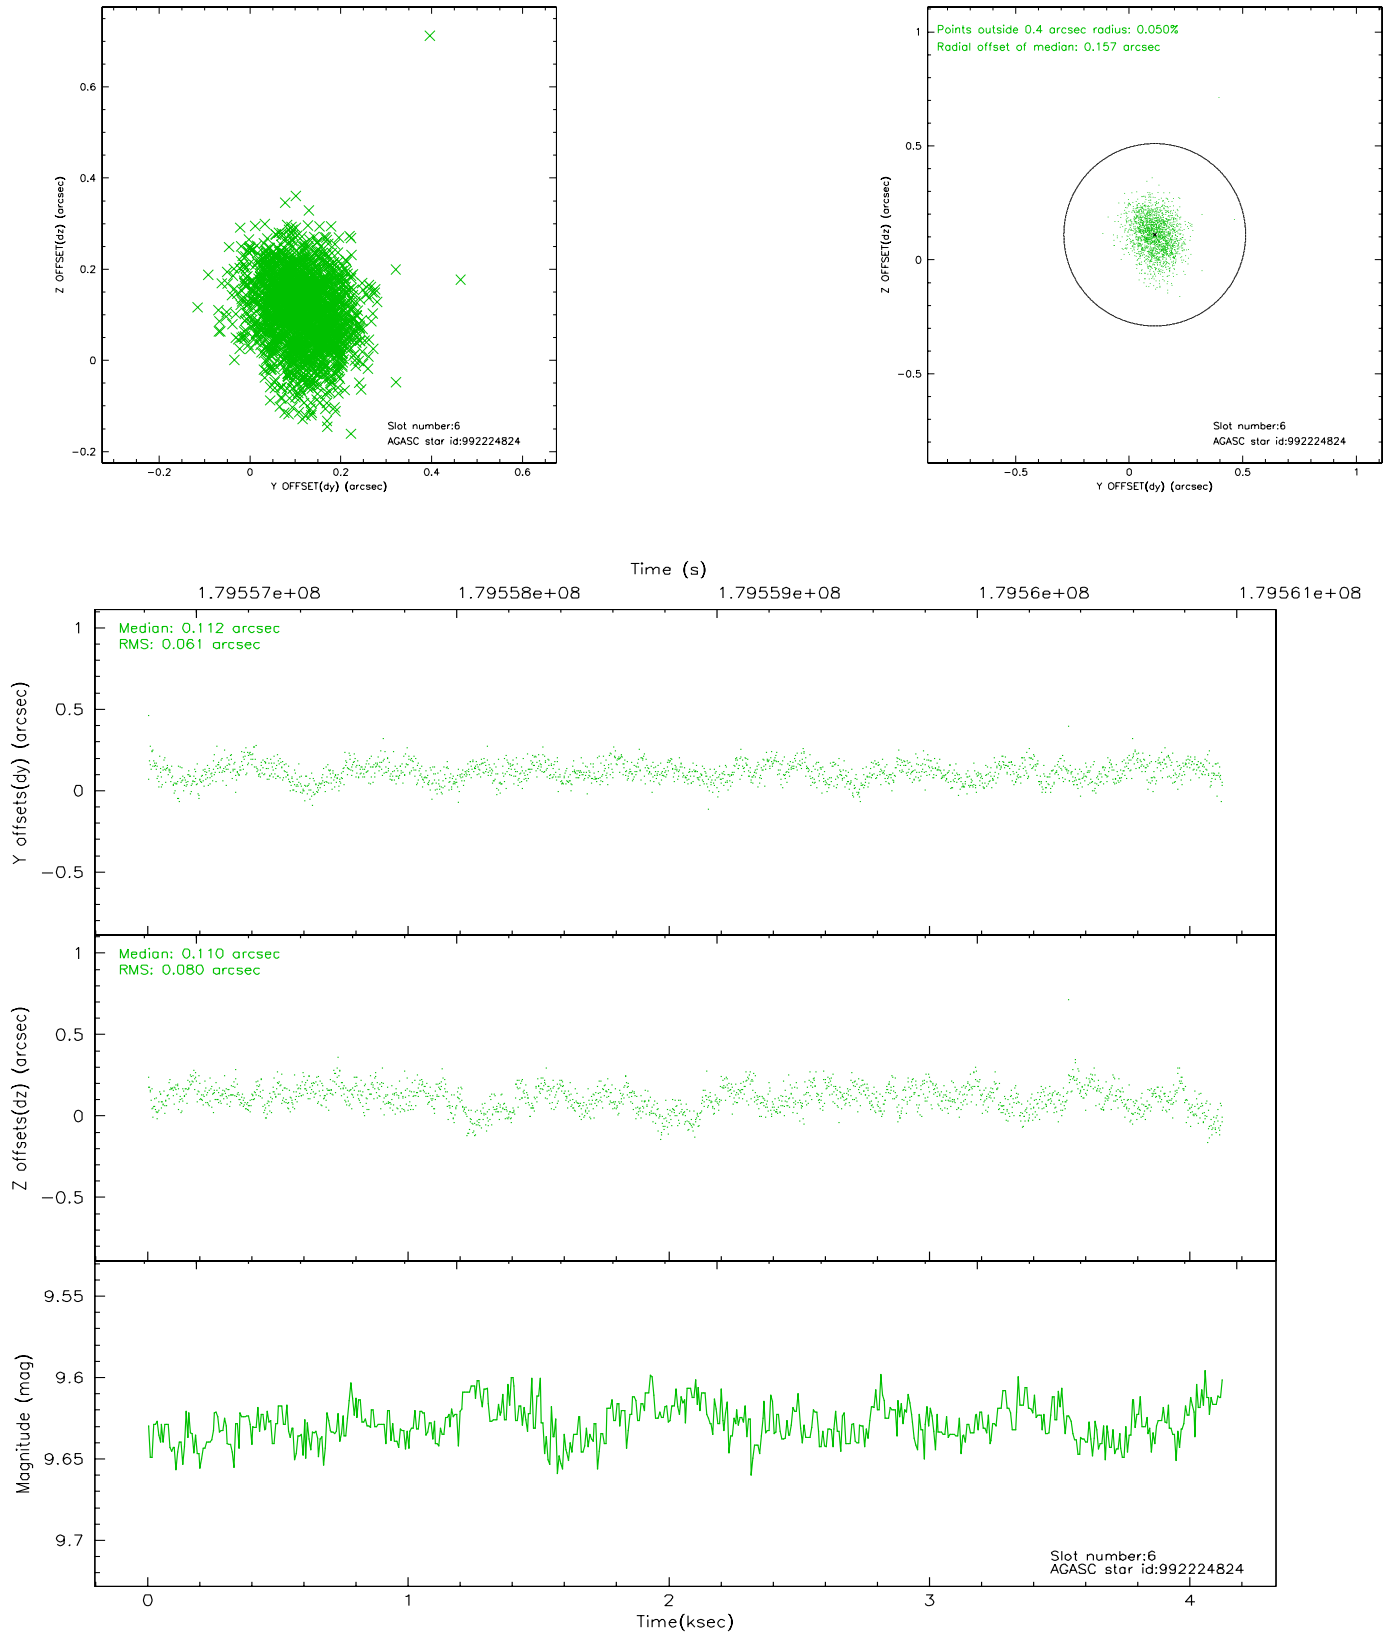 0.6
0.4
0.2
0
−0.2
Z OFFSET(dz) (arcsec)
Slot number:6
AGASC star id:992224824
−0.2 0 0.2 0.4 0.6
Y OFFSET(dy) (arcsec)
Points outside 0.4 arcsec radius: 0.050%
Radial offset of median: 0.157 arcsec
1
0.5
0
−0.5
Z OFFSET(dz) (arcsec)
Slot number:6
AGASC star id:992224824
−0.5 0 0.5 1
Y OFFSET(dy) (arcsec)
Time (s)
1.79557e+08 1.79558e+08 1.79559e+08 1.7956e+08 1.79561e+08
Median: 0.112 arcsec
RMS: 0.061 arcsec
1
0.5
0
−0.5
Y offsets(dy) (arcsec)
Median: 0.110 arcsec
RMS: 0.080 arcsec
1
0.5
0
−0.5
Z offsets(dz) (arcsec)
9.55
9.6
9.65
9.7
Magnitude (mag)
Slot number:6
AGASC star id:992224824
0 1 2 3 4
Time(ksec)